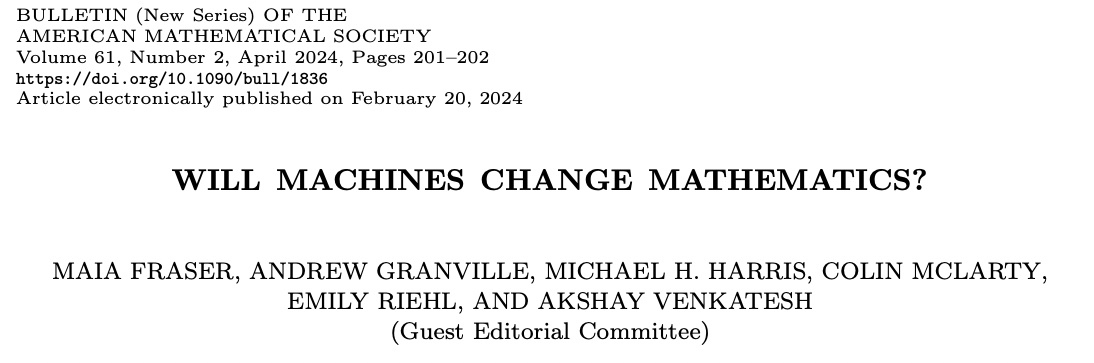 BULLETIN (New Series) OF THE
AMERICAN MATHEMATICAL SOCIETY
Volume 61, Number 2, April 2024, Pages 201–202
https://doi.org/10.1090/bull/1836
Article electronically published on February 20, 2024
WILL MACHINES CHANGE MATHEMATICS?
MAIA FRASER, ANDREW GRANVILLE, MICHAEL H. HARRIS, COLIN MCLARTY,
EMILY RIEHL, AND AKSHAY VENKATESH
(Guest Editorial Committee)